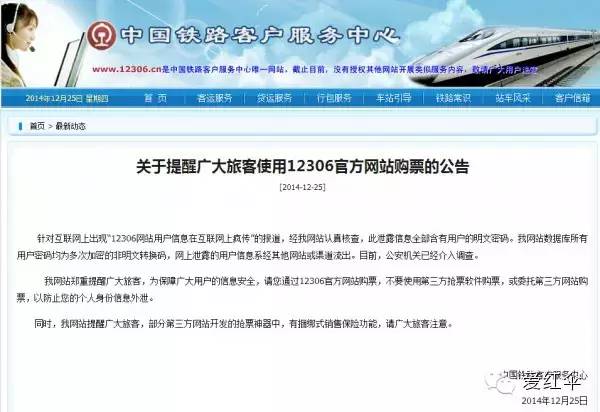 中国铁路客户服务中心
www.12306.cn是中国铁路客户服务中心唯一网站，截止目前，没有授权其他网站开展类似服务内容，敬请广大用户注意
2014年12月25日 星期四 首 页 客运服务 货运服务 行包服务 车站引导 铁路常识 站车风采 客户信箱
首页 > 最新动态
关于提醒广大旅客使用12306官方网站购票的公告
[2014-12-25]
针对互联网上出现“12306网站用户信息在互联网上疯传”的报道，经我网站认真核查，此泄露信息全部含有用户的明文密码。我网站数据库所有
用户密码均为多次加密的非明文转换码，网上泄露的用户信息系经其他网站或渠道流出。目前，公安机关已经介入调查。
我网站郑重提醒广大旅客，为保障广大用户的信息安全，请您通过12306官方网站购票，不要使用第三方抢票软件购票，或委托第三方网站购
票，以防止您的个人身份信息外泄。
同时，我网站提醒广大旅客，部分第三方网站开发的抢票神器中，有捆绑式销售保险功能，请广大旅客注意。
中国铁路客户服务中心
爱红伞
2014年12月25日